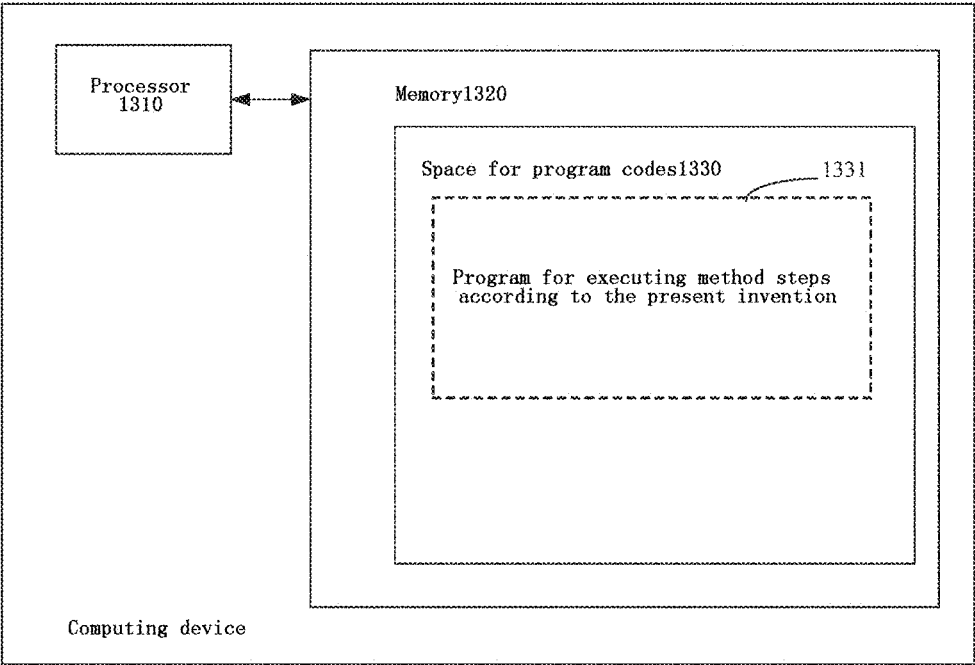 Processor
1310
Memory1320
Space for program codes1330
1331
Program for executing method steps
according to the present invention
Computing device